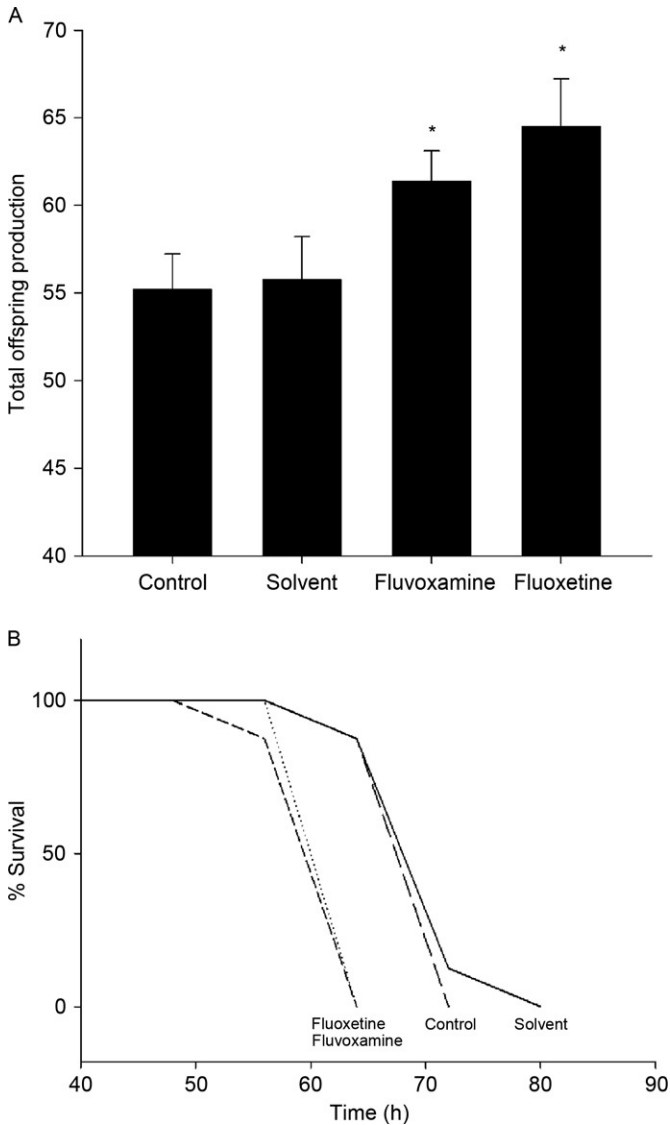 A
Total offspring production
70
65
60
55
50
45
40
*
*
Control Solvent Fluvoxamine Fluoxetine
B
% Survival
100
50
0
Fluoxetine
Fluvoxamine
Control
Solvent
40 50 60 70 80 90
Time (h)